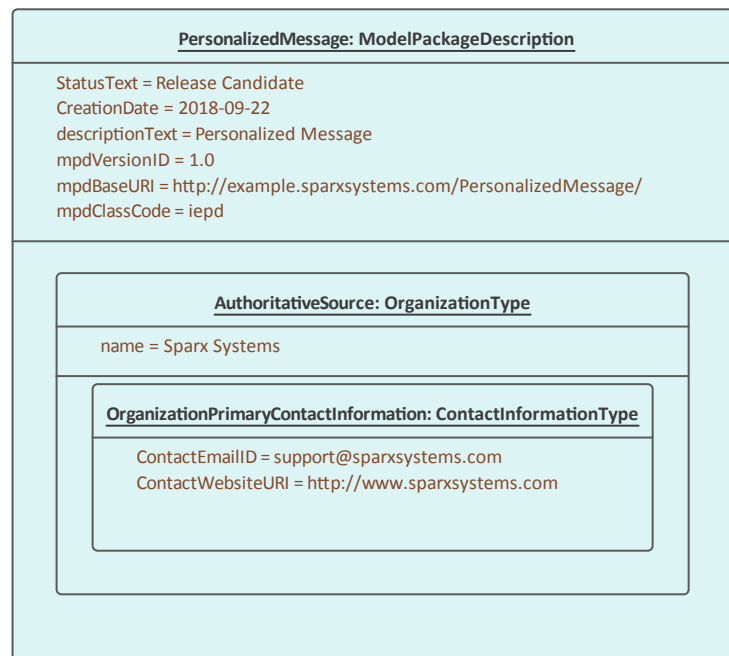 PersonalizedMessage: ModelPackageDescription
StatusText = Release Candidate
CreationDate = 2018-09-22
descriptionText = Personalized Message
mpdVersionID = 1.0
mpdBaseURI = http://example.sparxsystems.com/PersonalizedMessage/
mpdClassCode = iepd
AuthoritativeSource: OrganizationType
name = Sparx Systems
OrganizationPrimaryContactInformation: ContactInformationType
ContactEmailID = support@sparxsystems.com
ContactWebsiteURI = http://www.sparxsystems.com